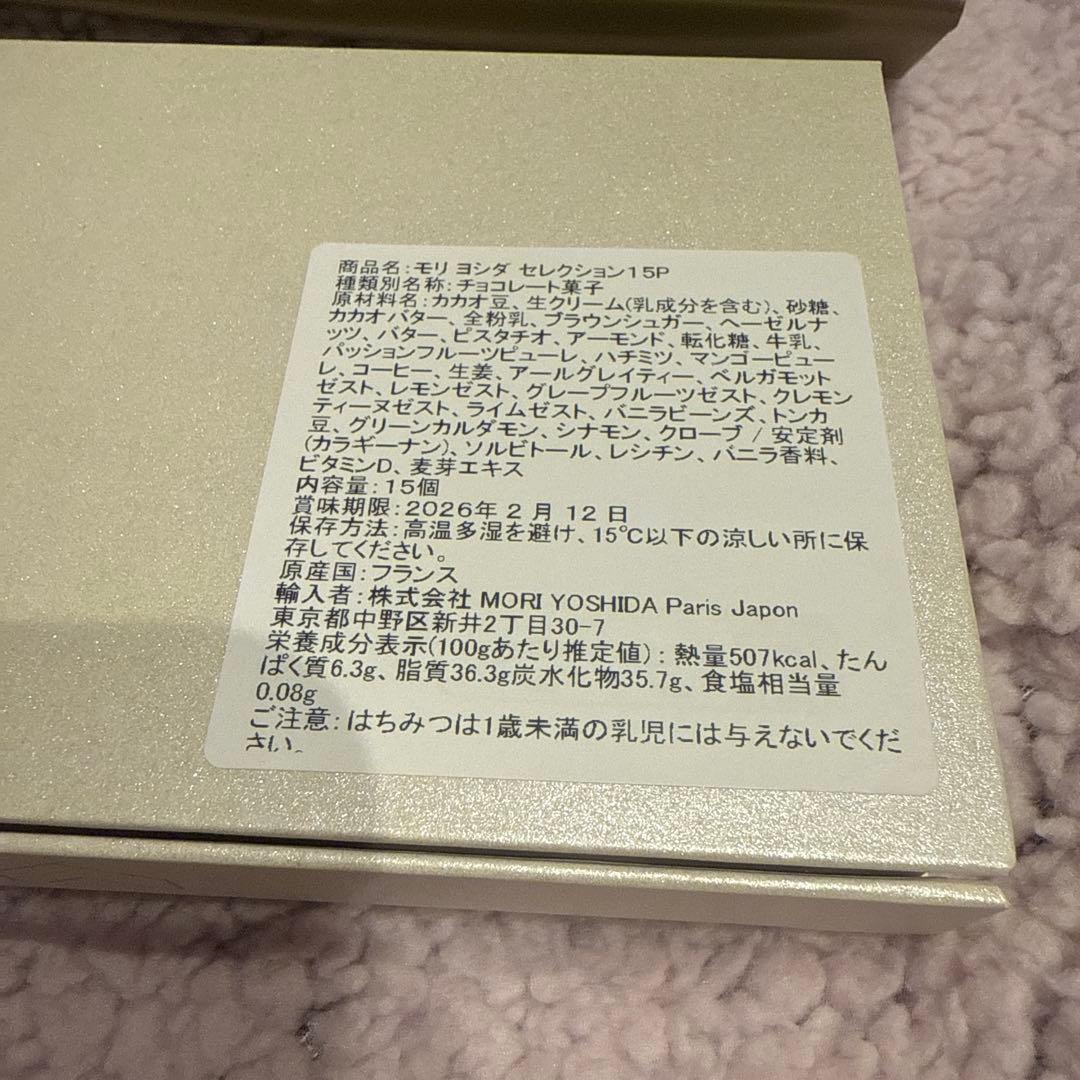 商品名:モリ ヨシダ セレクション15P
種類別名称:チョコレート菓子
原材料名:カカオ豆、生クリーム(乳成分を含む)、砂糖、
カカオバター、全粉乳、ブラウンシュガー、ヘーゼルナ
ッツ、バター、ピスタチオ、アーモンド、転化糖、牛乳、
パッションフルーツピューレ、ハチミツ、マンゴーピュー
レ、コーヒー、生姜、アールグレイティー、ベルガモット
ゼスト、レモンゼスト、グレープフルーツゼスト、クレモン
ティーヌゼスト、ライムゼスト、バニラビーンズ、トンカ
豆、グリーンカルダモン、シナモン、クローブ / 安定剤
(カラギーナン)、ソルビトール、レシチン、バニラ香料、
ビタミンD、麦芽エキス
内容量:15個
賞味期限:2026年 2 月 12 日
保存方法:高温多湿を避け、15℃以下の涼しい所に保
存してください。
原産国:フランス
輸入者:株式会社 MORI YOSHIDA Paris Japon
東京都中野区新井2丁目30-7
栄養成分表示(100gあたり推定値):熱量507kcal、たん
ぱく質6.3g、脂質36.3g炭水化物35.7g、食塩相当量
0.08g
ご注意:はちみつは1歳未満の乳児には与えないでくだ
さい。